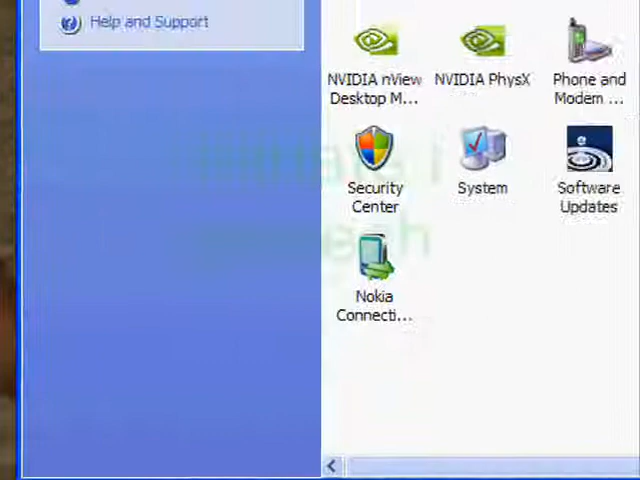 Help and Support
NVIDIA nView
Desktop M...
NVIDIA PhysX
Phone and
Modem ...
Security
Center
System
Software
Updates
Nokia
Connecti...